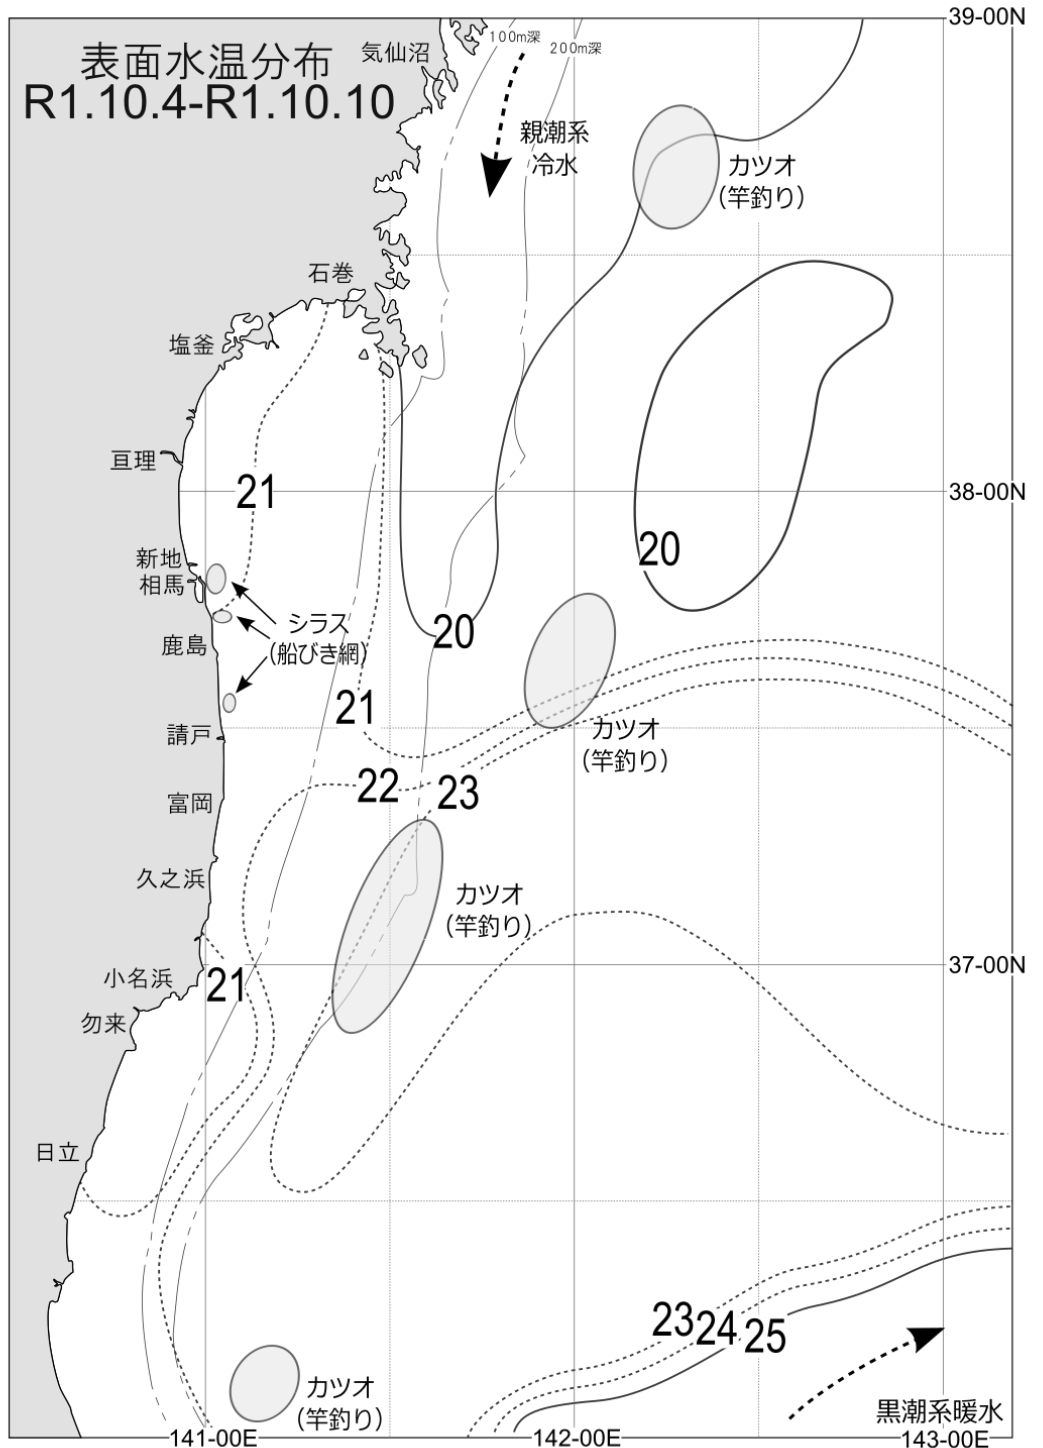 39-00N
表面水温分布
R1.10.4-R1.10.10
気仙沼
100m深
200m深
親潮系
冷水
カツオ
（竿釣り）
石巻
塩釜
亘理
21
38-00N
新地
相馬
20
シラス
（船びき網）
鹿島
20
21
請戸
カツオ
（竿釣り）
22
23
富岡
久之浜
カツオ
（竿釣り）
37-00N
小名浜
21
勿来
日立
23
24
25
カツオ
（竿釣り）
黒潮系暖水
141-00E
142-00E
143-00E